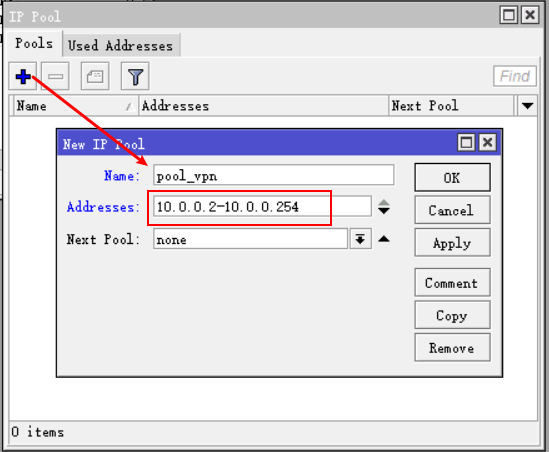 IP Pool
Pools Used Addresses
Find
Name Addresses Next Pool
New IP Pool
Name: pool_vpn OK
Addresses: 10.0.0.2-10.0.0.254 Cancel
Next Pool: none Apply
Comment
Copy
Remove
0 items